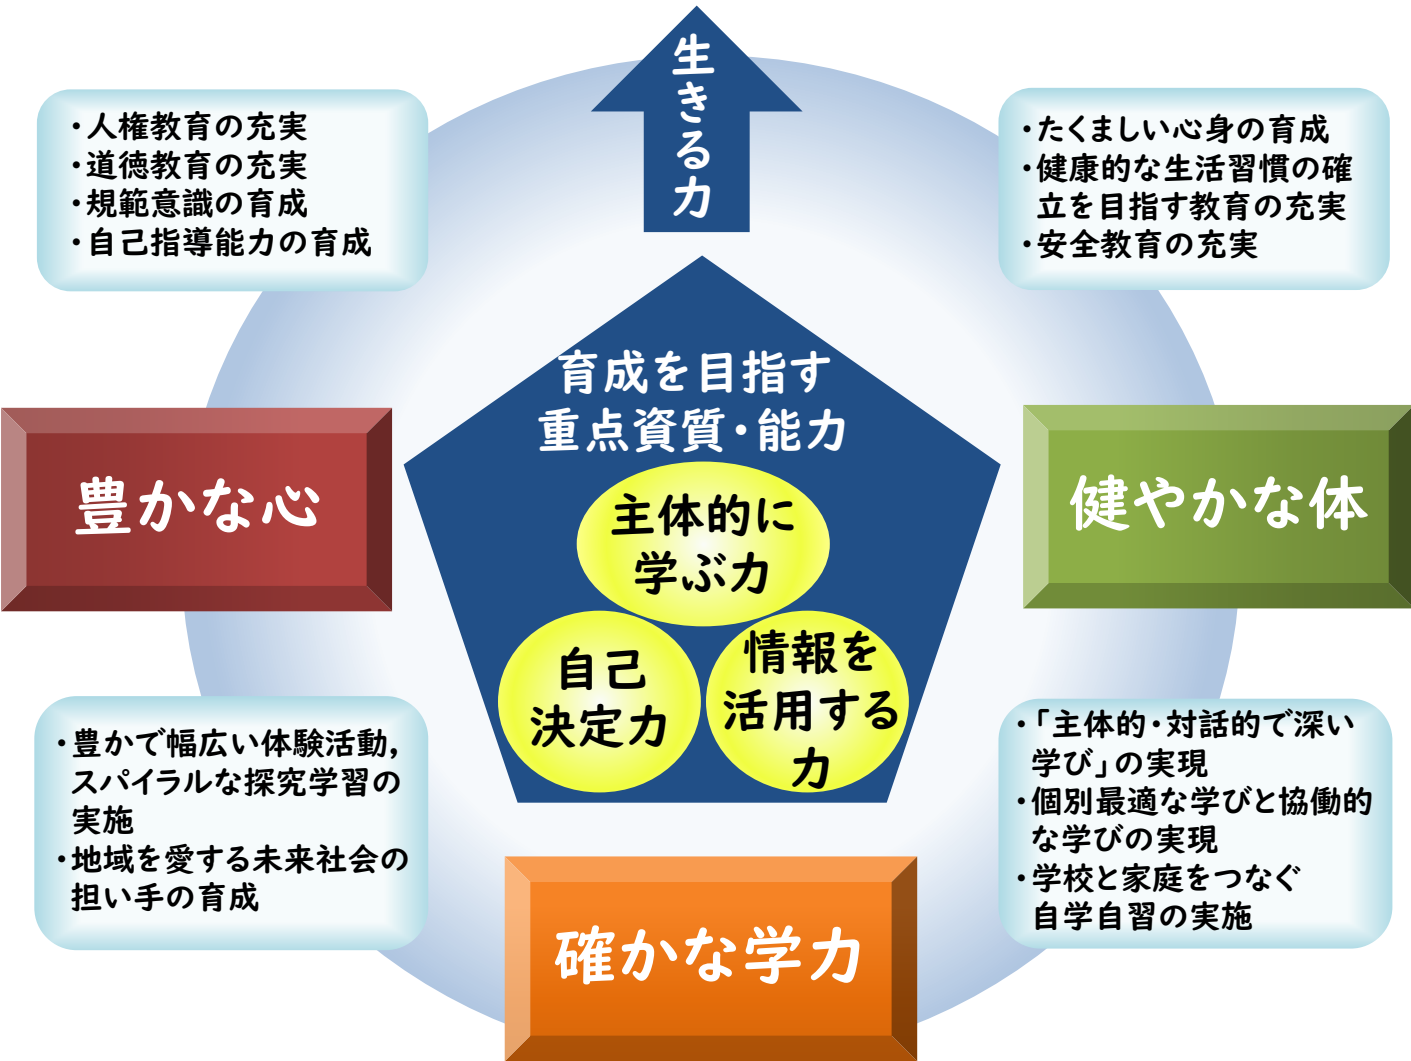 生きる力
・人権教育の充実
・道徳教育の充実
・規範意識の育成
・自己指導能力の育成
・たくましい心身の育成
・健康的な生活習慣の確
立を目指す教育の充実
・安全教育の充実
育成を目指す
重点資質・能力
主体的に
学ぶ力
自己
決定力
情報を
活用する
力
豊かな心
健やかな体
・豊かで幅広い体験活動，
スパイラルな探究学習の
実施
・地域を愛する未来社会の
担い手の育成
・「主体的・対話的で深い
学び」の実現
・個別最適な学びと協働的
な学びの実現
・学校と家庭をつなぐ
自学自習の実施
確かな学力